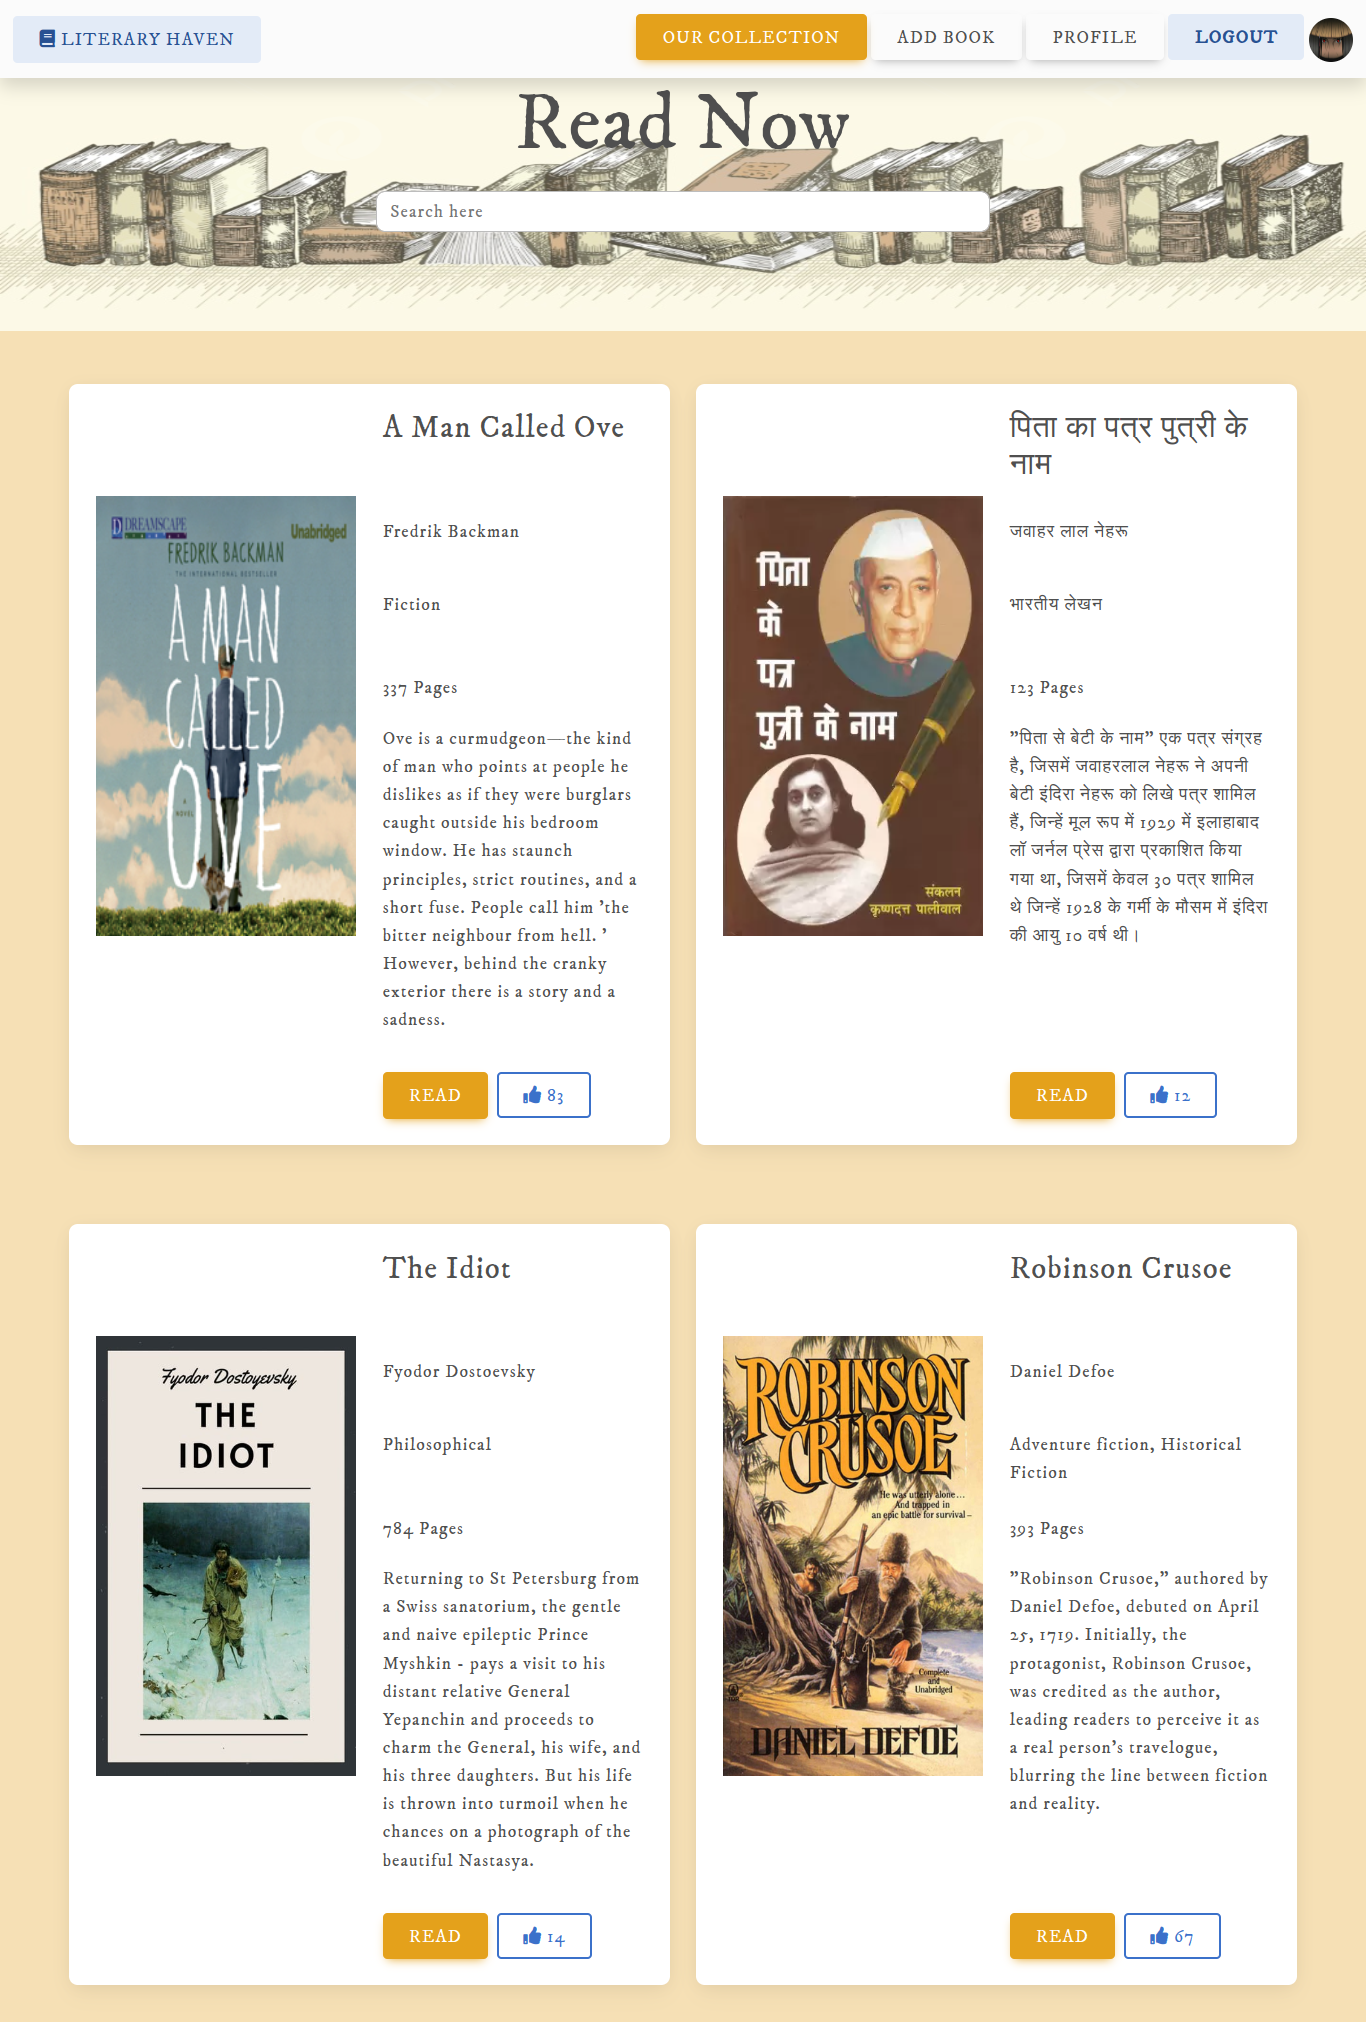 LITERARY HAVEN
OUR COLLECTION
ADD BOOK
PROFILE
LOGOUT
Read Now
Search here
A Man Called Ove
DREAMSCAPE
Unabridged
FREDRIK BACKMAN
THE INTERNATIONAL BESTSELLER
A MAN
CALLED
OVE
A
NOVEL
Fredrik Backman
Fiction
337 Pages
Ove is a curmudgeon—the kind
of man who points at people he
dislikes as if they were burglars
caught outside his bedroom
window. He has staunch
principles, strict routines, and a
short fuse. People call him 'the
bitter neighbour from hell. '
However, behind the cranky
exterior there is a story and a
sadness.
READ
83
पिता का पत्र पुत्री के
नाम
पिता
के
पत्र
पुत्री के नाम
संकलन
कृष्णदत्त पालीवाल
जवाहर लाल नेहरू
भारतीय लेखन
123 Pages
"पिता से बेटी के नाम" एक पत्र संग्रह
है, जिसमें जवाहरलाल नेहरू ने अपनी
बेटी इंदिरा नेहरू को लिखे पत्र शामिल
हैं, जिन्हें मूल रूप में 1929 में इलाहाबाद
लॉ जर्नल प्रेस द्वारा प्रकाशित किया
गया था, जिसमें केवल 30 पत्र शामिल
थे जिन्हें 1928 के गर्मी के मौसम में इंदिरा
की आयु 10 वर्ष थी।
READ
12
The Idiot
Fyodor Dostoyevsky
THE
IDIOT
Fyodor Dostoevsky
Philosophical
784 Pages
Returning to St Petersburg from
a Swiss sanatorium, the gentle
and naive epileptic Prince
Myshkin - pays a visit to his
distant relative General
Yepanchin and proceeds to
charm the General, his wife, and
his three daughters. But his life
is thrown into turmoil when he
chances on a photograph of the
beautiful Nastasya.
READ
14
Robinson Crusoe
ROBINSON
CRUSOE
He was utterly alone...
And trapped in
an epic battle for survival –
Complete
and
Unabridged
DANIEL DEFOE
Daniel Defoe
Adventure fiction, Historical
Fiction
393 Pages
"Robinson Crusoe," authored by
Daniel Defoe, debuted on April
25, 1719. Initially, the
protagonist, Robinson Crusoe,
was credited as the author,
leading readers to perceive it as
a real person's travelogue,
blurring the line between fiction
and reality.
READ
67